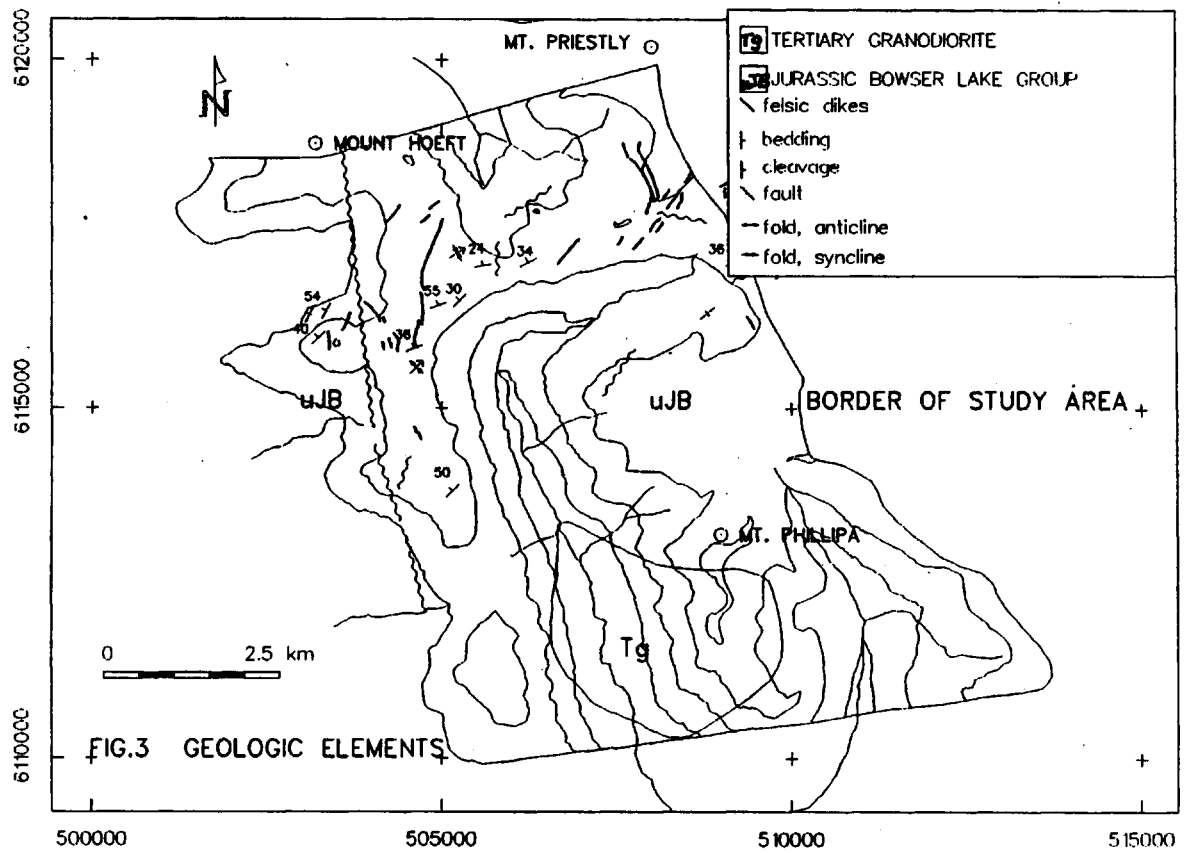 MT. PRIESTLY
Tg TERTIARY GRANODIORITE
uJB JURASSIC BOWSER LAKE GROUP
felsic dikes
bedding
cleavage
fault
fold, anticline
fold, syncline
N
MOUNT HOEFT
24
34
36
54
55
30
36
uJB
uJB
BORDER OF STUDY AREA
50
MT. PHILLIPA
Tg
0 2.5 km
FIG.3 GEOLOGIC ELEMENTS
6120000
6115000
6110000
500000
505000
510000
515000